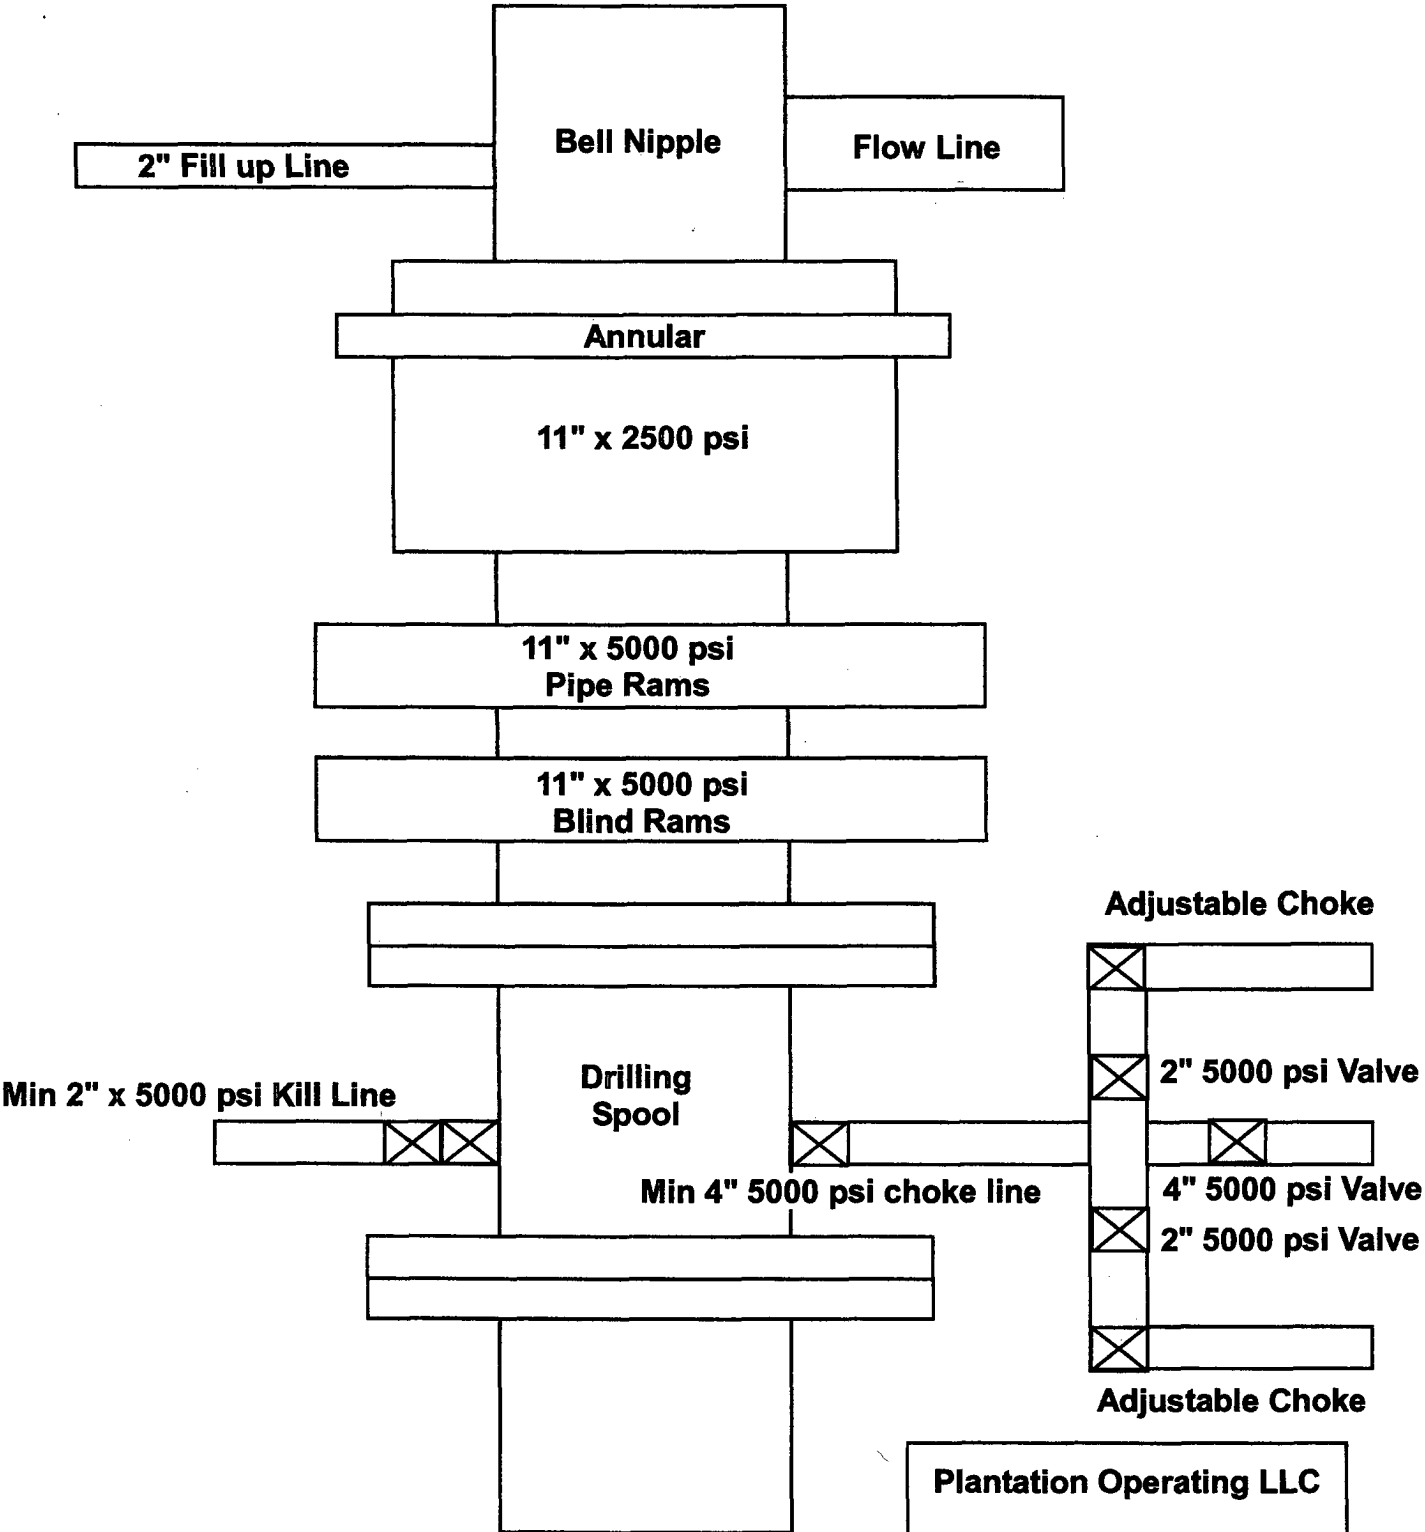 Bell Nipple
Flow Line
2" Fill up Line
Annular
11" x 2500 psi
11" x 5000 psi
Pipe Rams
11" x 5000 psi
Blind Rams
Adjustable Choke
Drilling
Spool
2" 5000 psi Valve
Min 2" x 5000 psi Kill Line
Min 4" 5000 psi choke line
4" 5000 psi Valve
2" 5000 psi Valve
Adjustable Choke
Plantation Operating LLC